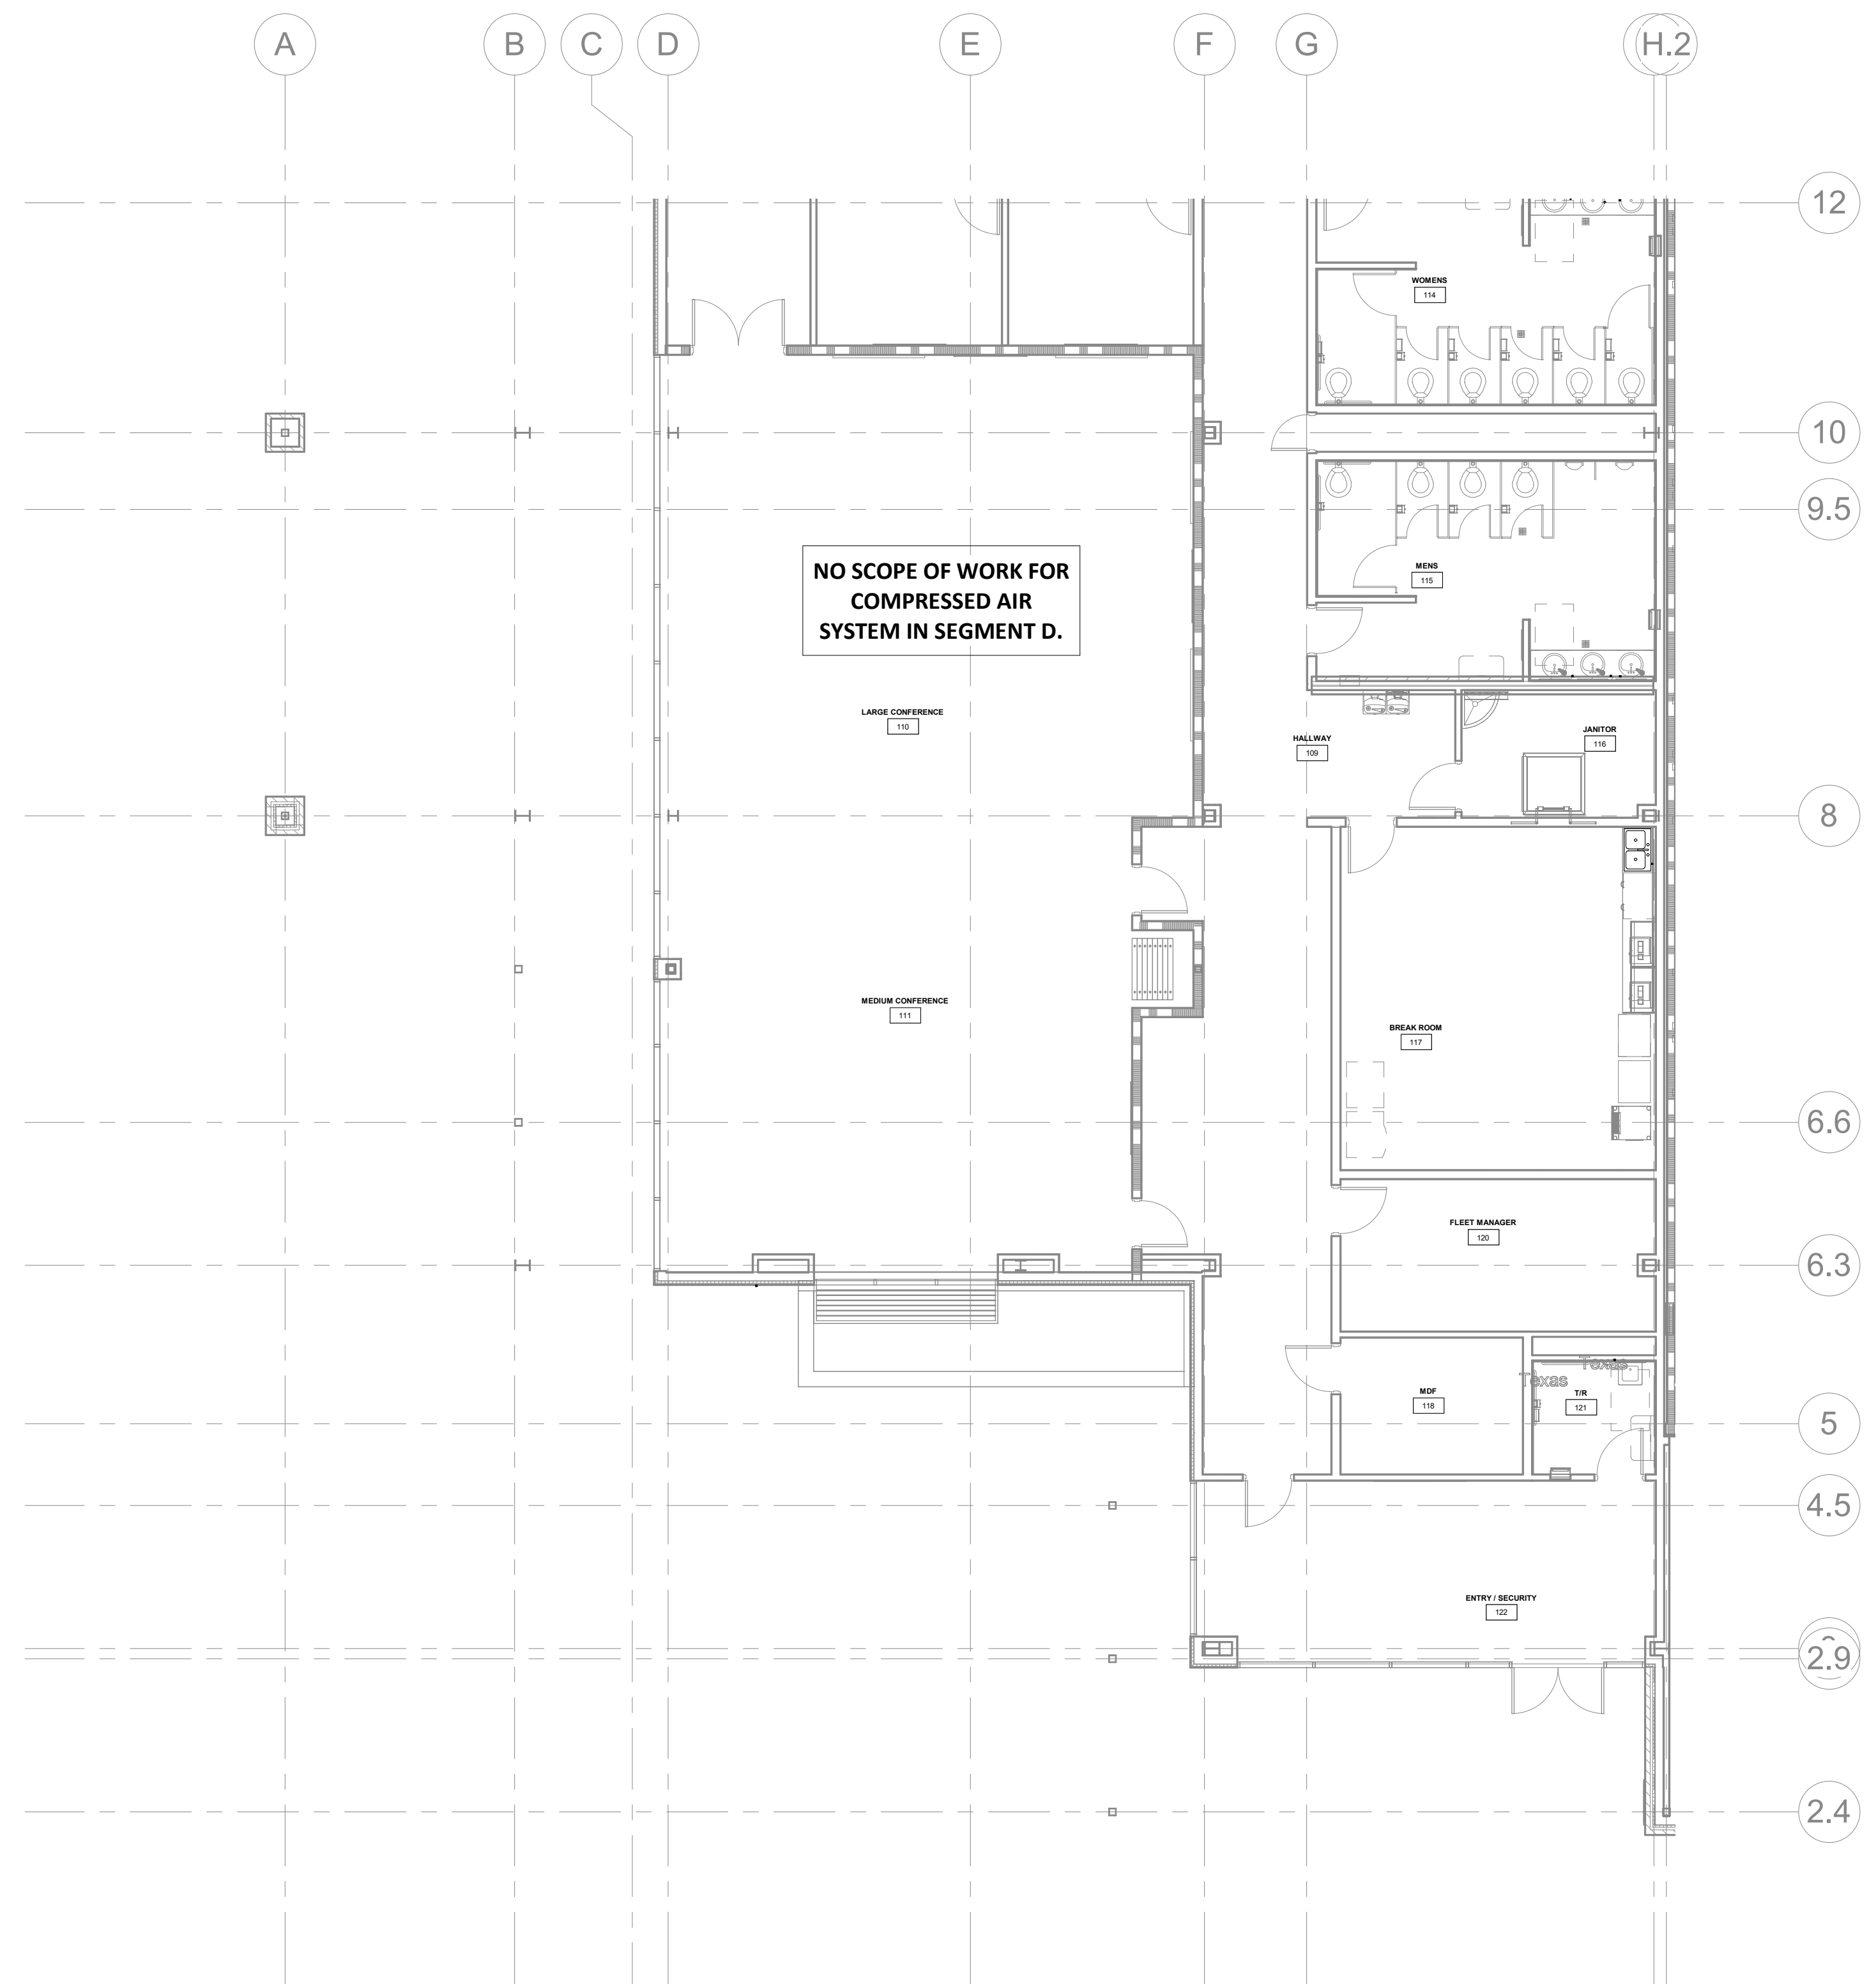 A
B
C
D
E
F
G
H.2
12
WOMENS
114
10
9.5
NO SCOPE OF WORK FOR
COMPRESSED AIR
SYSTEM IN SEGMENT D.
MENS
115
LARGE CONFERENCE
110
HALLWAY
109
JANITOR
116
8
MEDIUM CONFERENCE
111
BREAK ROOM
117
6.6
FLEET MANAGER
120
6.3
Texas
Texas
MDF
118
T/R
121
5
4.5
ENTRY / SECURITY
122
2.9
2.4